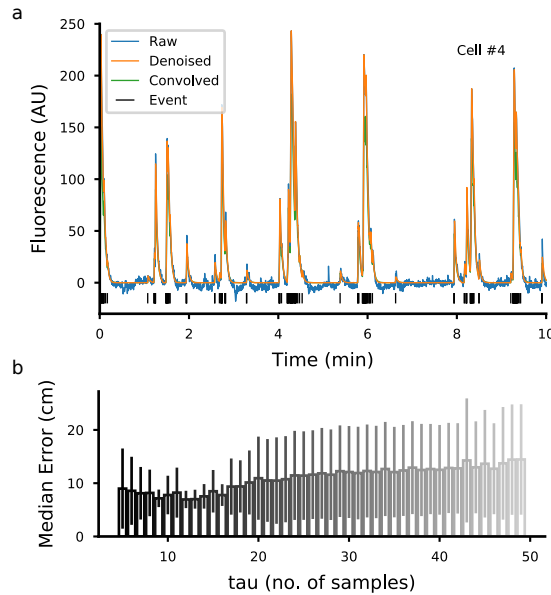 a
250
200
150
100
50
0
Fluorescence (AU)
Raw
Denoised
Convolved
Event
Cell #4
0
2
4
6
8
10
Time (min)
b
20
10
0
Median Error (cm)
10
20
30
40
50
tau (no. of samples)